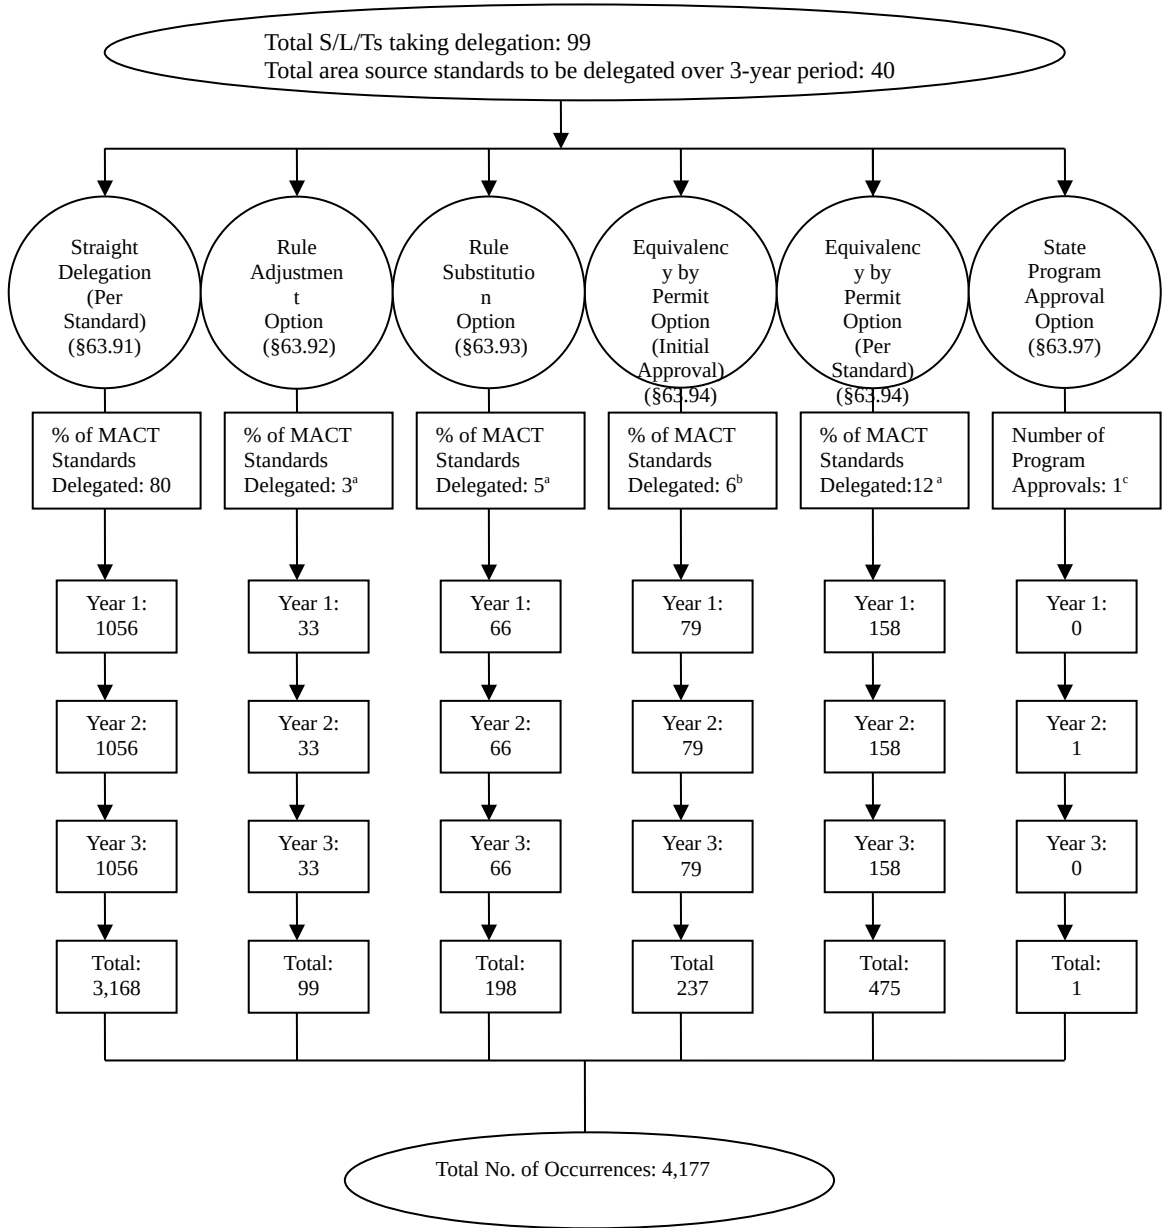 Total S/L/Ts taking delegation: 99
Total area source standards to be delegated over 3-year period: 40
Straight
Delegation
(Per
Standard)
(§63.91)
Rule
Adjustmen
t
Option
(§63.92)
Rule
Substitutio
n
Option
(§63.93)
Equivalenc
y by
Permit
Option
(Initial
Approval)
(§63.94)
Equivalenc
y by
Permit
Option
(Per
Standard)
(§63.94)
State
Program
Approval
Option
(§63.97)
% of MACT
Standards
Delegated: 80
% of MACT
Standards
Delegated: 3a
% of MACT
Standards
Delegated: 5a
% of MACT
Standards
Delegated: 6b
% of MACT
Standards
Delegated:12 a
Number of
Program
Approvals: 1c
Year 1:
1056
Year 1:
33
Year 1:
66
Year 1:
79
Year 1:
158
Year 1:
0
Year 2:
1056
Year 2:
33
Year 2:
66
Year 2:
79
Year 2:
158
Year 2:
1
Year 3:
1056
Year 3:
33
Year 3:
66
Year 3:
79
Year 3:
158
Year 3:
0
Total:
3,168
Total:
99
Total:
198
Total
237
Total:
475
Total:
1
Total No. of Occurrences: 4,177